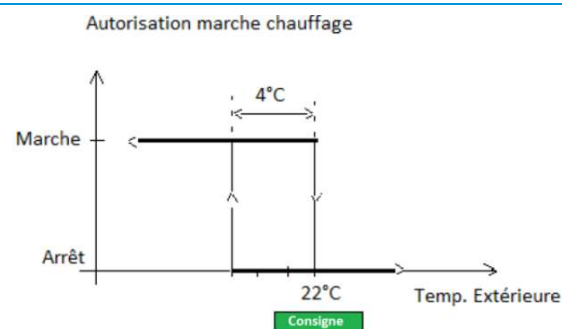 Autorisation marche chauffage
4°C
Marche
Arrêt
22°C
Temp. Extérieure
Consigne